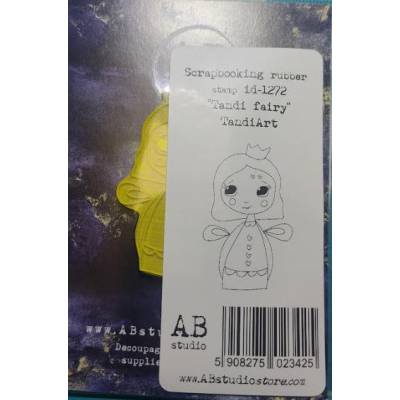 Scrapbooking rubber
stamp id-1272
"Tandi fairy"
TandiArt
AB
studio
5 908275 023425
www.ABstudiostore.com
www.ABstu
Decoupag
supplie